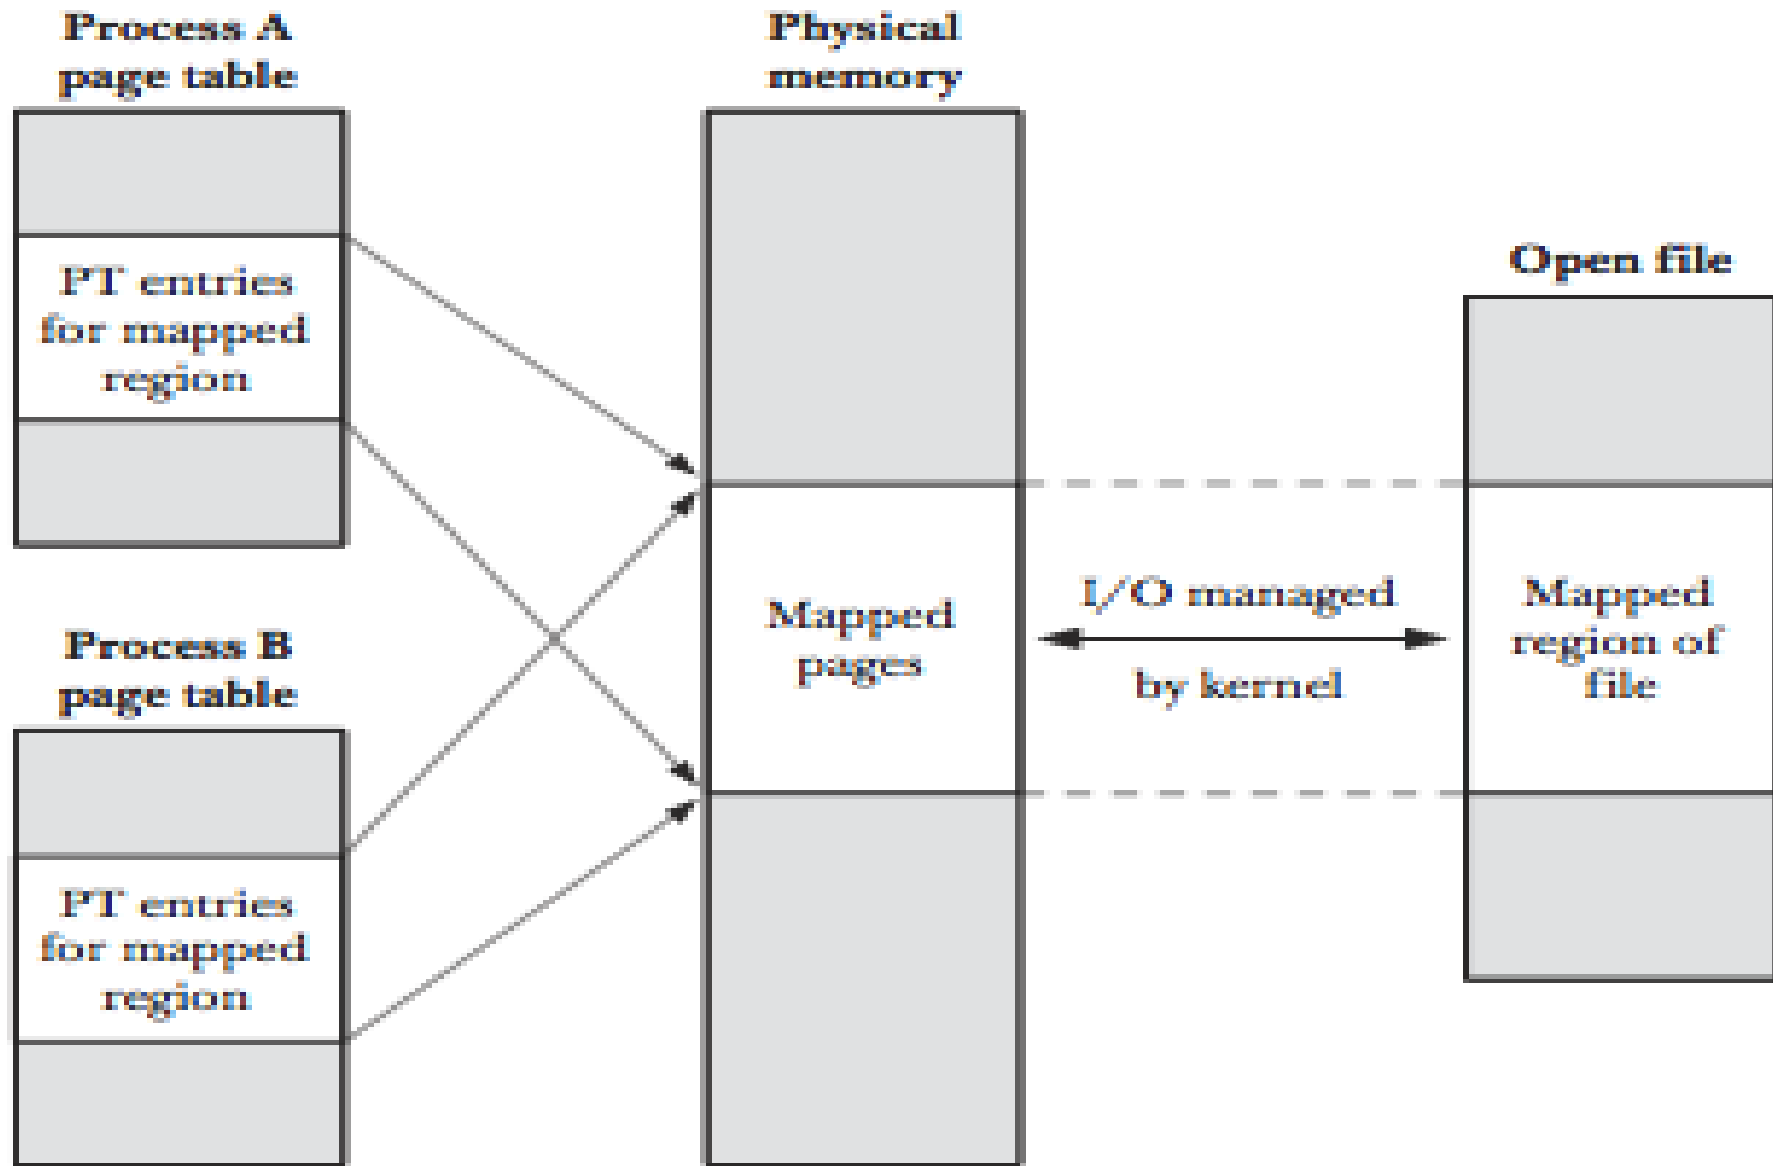 Process A
page table
PT entries
for mapped
region
Process B
page table
PT entries
for mapped
region
Physical
memory
Mapped
pages
I/O managed
by kernel
Open file
Mapped
region of
file